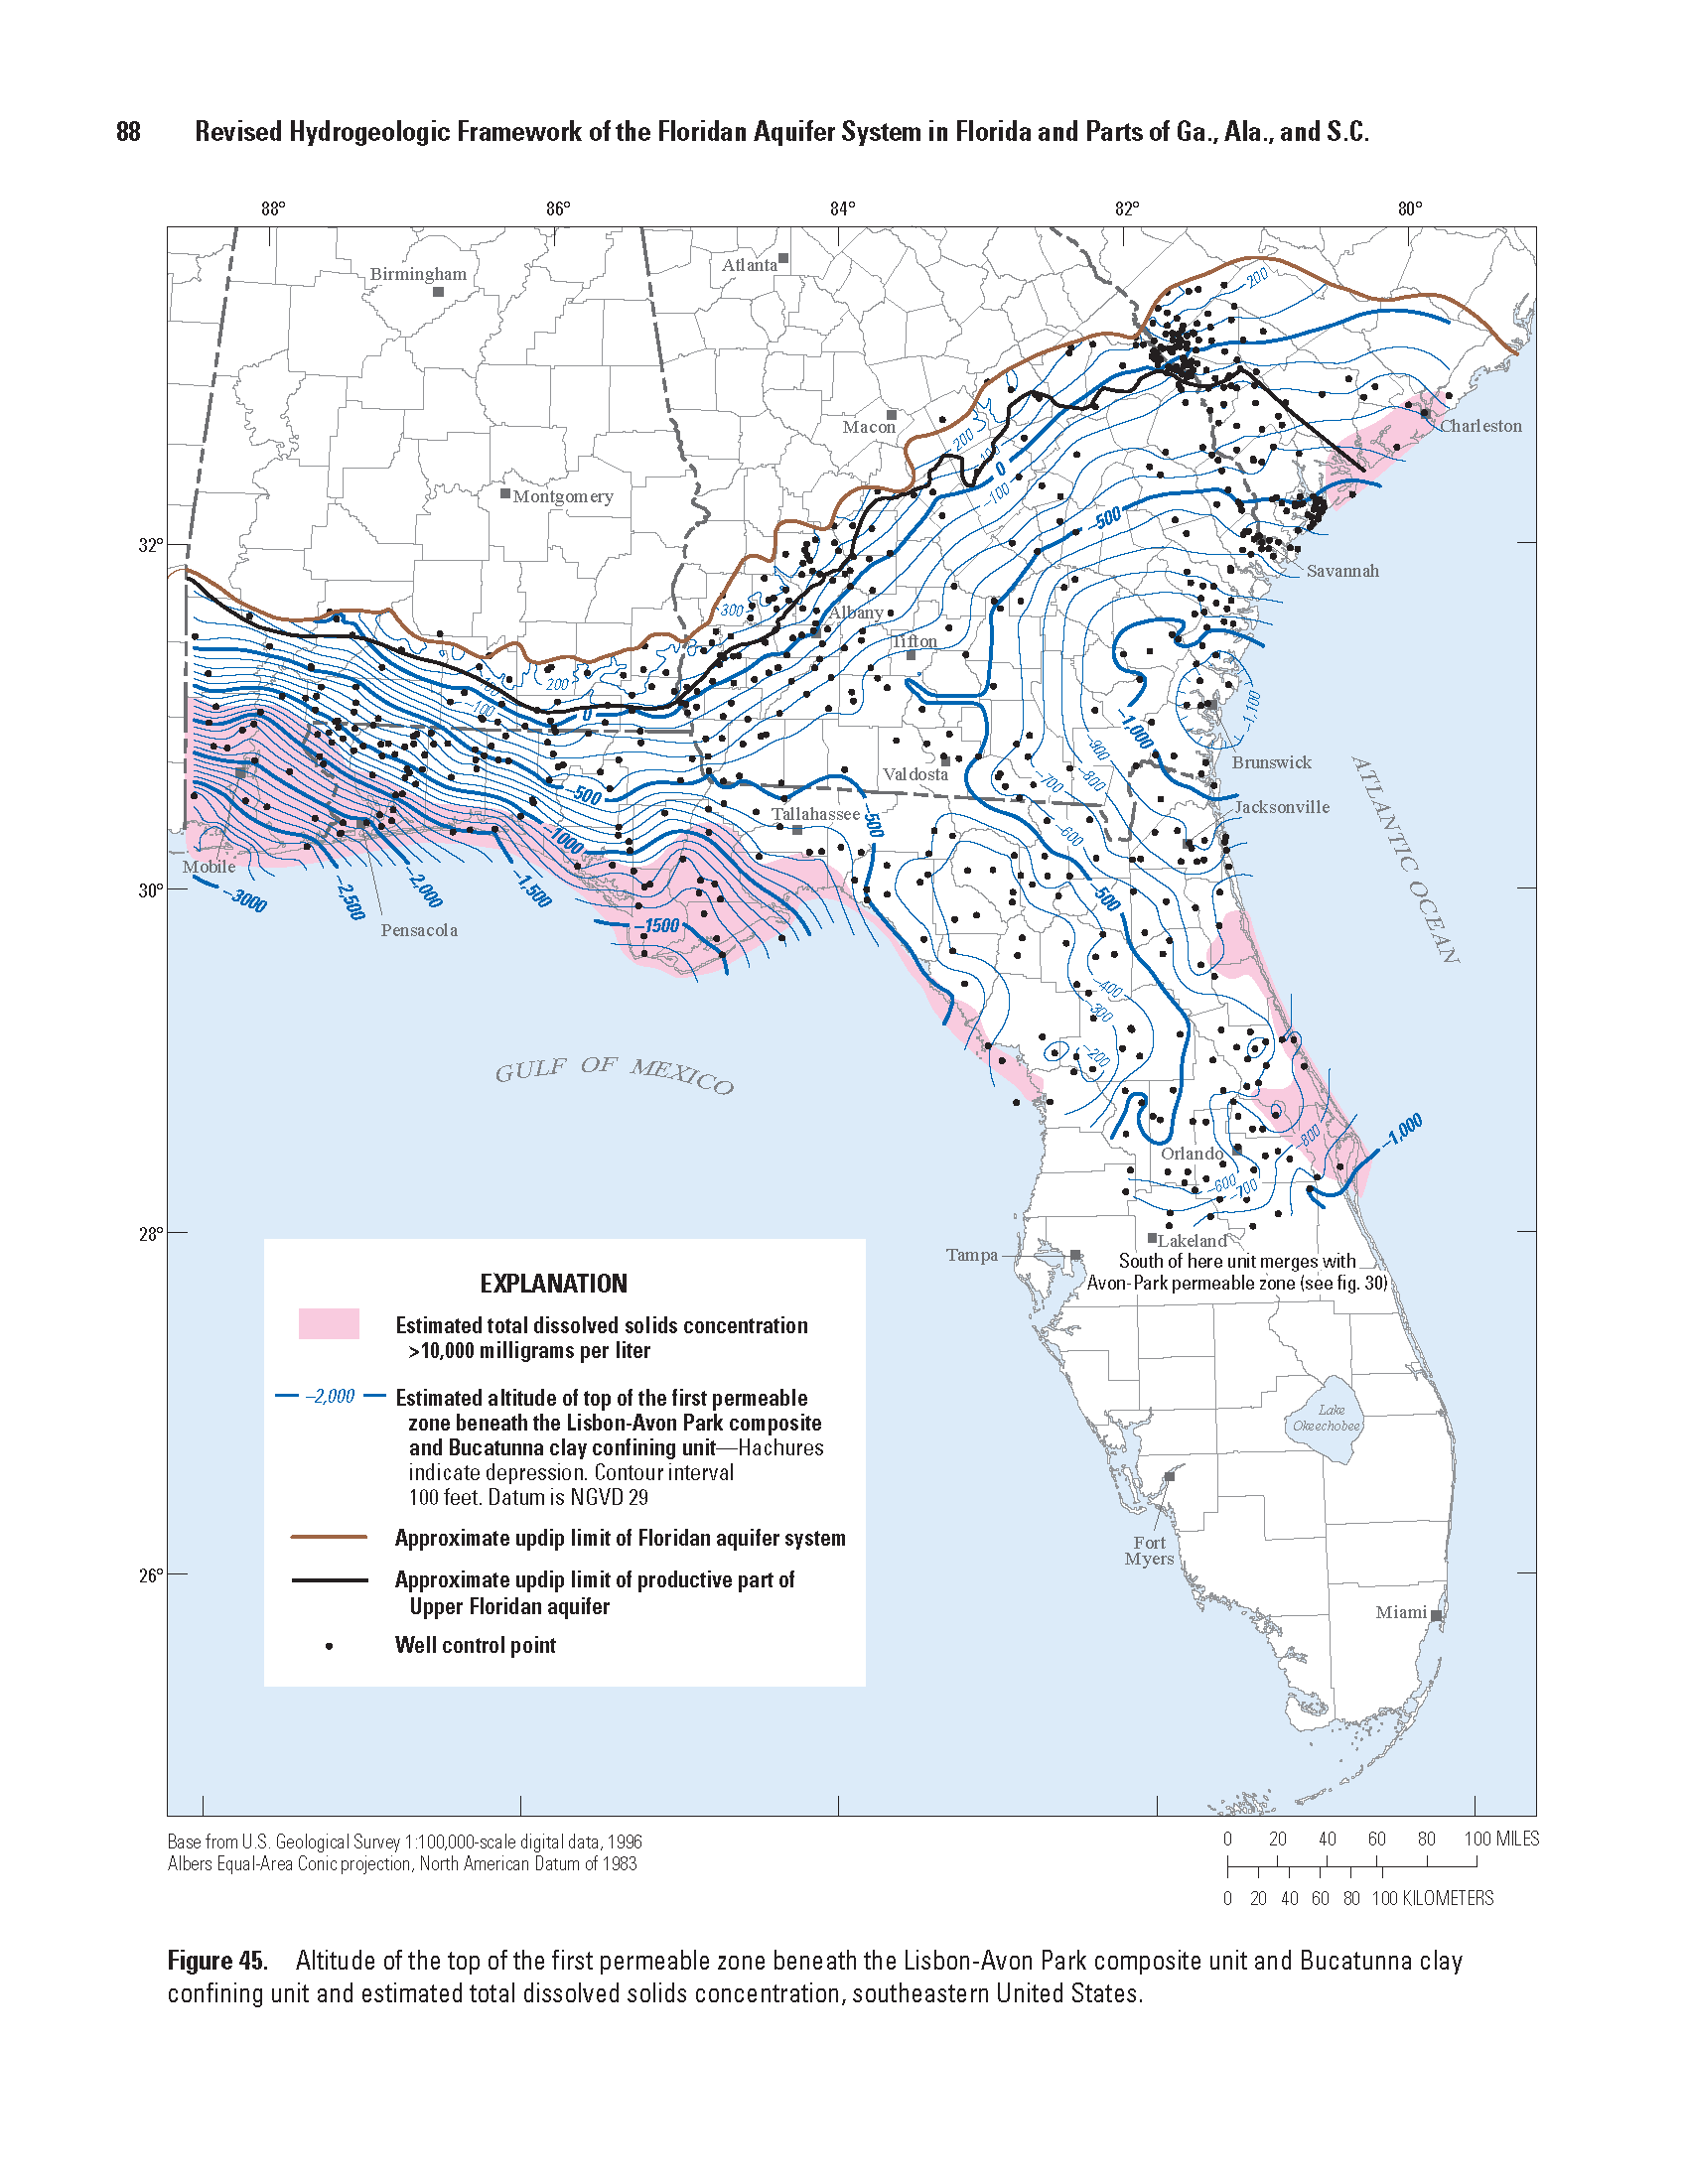 88 Revised Hydrogeologic Framework of the Floridan Aquifer System in Florida and Parts of Ga., Ala., and S.C.
88° 86° 84° 82° 80°
Birmingham
Atlanta
200
Macon
200
100
0
–100
Charleston
Montgomery
–500
32°
Savannah
300
Albany
Tifton
200
100
–100
0
–1,100
–1,000
–900
–800
–700
Brunswick
Valdosta
–500
Jacksonville
Tallahassee
–500
–600
–1000
Mobile
30°
–3000
–2,500
–2,000
–1,500
–500
Pensacola
–1500
ATLANTIC OCEAN
–400
–300
–200
GULF OF MEXICO
–1,000
–800
Orlando
–600
–700
28°
Lakeland
Tampa
South of here unit merges with
Avon-Park permeable zone (see fig. 30)
EXPLANATION
Estimated total dissolved solids concentration
>10,000 milligrams per liter
–2,000 Estimated altitude of top of the first permeable
zone beneath the Lisbon-Avon Park composite
and Bucatunna clay confining unit—Hachures
indicate depression. Contour interval
100 feet. Datum is NGVD 29
Approximate updip limit of Floridan aquifer system
Approximate updip limit of productive part of
Upper Floridan aquifer
Well control point
Lake
Okeechobee
Fort
Myers
26°
Miami
Base from U.S. Geological Survey 1:100,000-scale digital data, 1996
Albers Equal-Area Conic projection, North American Datum of 1983
0 20 40 60 80 100 MILES
0 20 40 60 80 100 KILOMETERS
Figure 45. Altitude of the top of the first permeable zone beneath the Lisbon-Avon Park composite unit and Bucatunna clay
confining unit and estimated total dissolved solids concentration, southeastern United States.